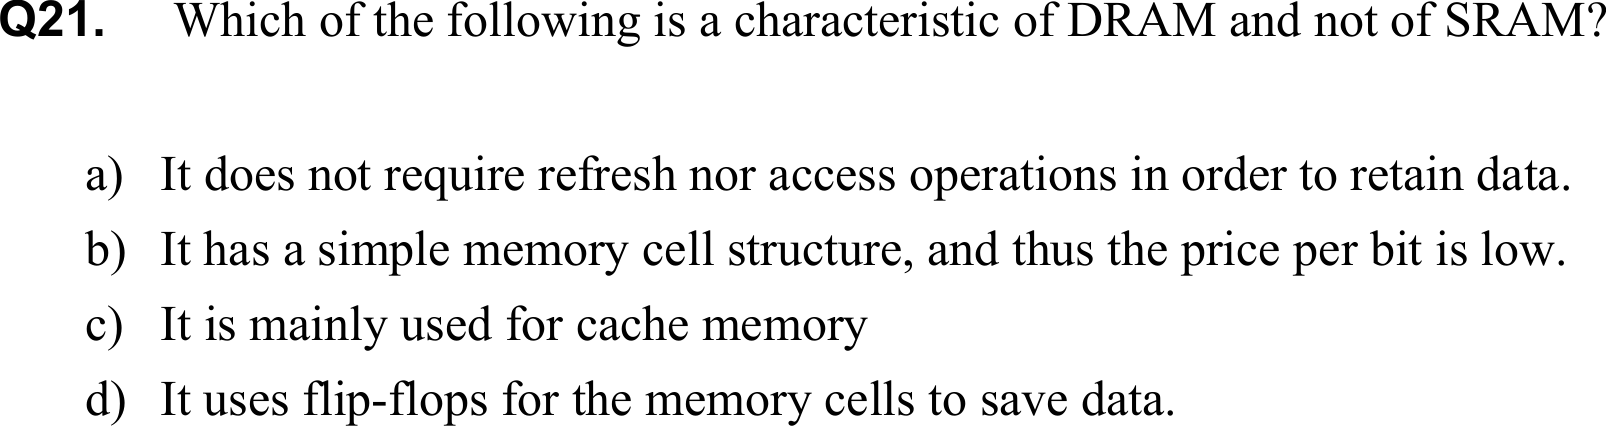 Q21. Which of the following is a characteristic of DRAM and not of SRAM?
a) It does not require refresh nor access operations in order to retain data.
b) It has a simple memory cell structure, and thus the price per bit is low.
c) It is mainly used for cache memory
d) It uses flip-flops for the memory cells to save data.